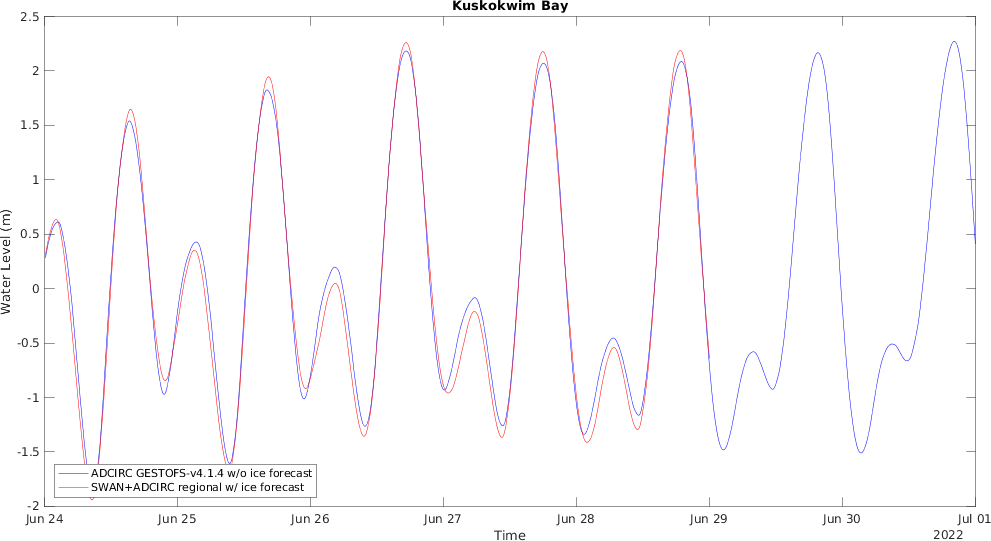 Kuskokwim Bay
2.5
2
1.5
1
0.5
0
-0.5
-1
-1.5
-2
Water Level (m)
ADCIRC GESTOFS-v4.1.4 w/o ice forecast
SWAN+ADCIRC regional w/ ice forecast
Jun 24 Jun 25 Jun 26 Jun 27 Jun 28 Jun 29 Jun 30 Jul 01
Time
2022